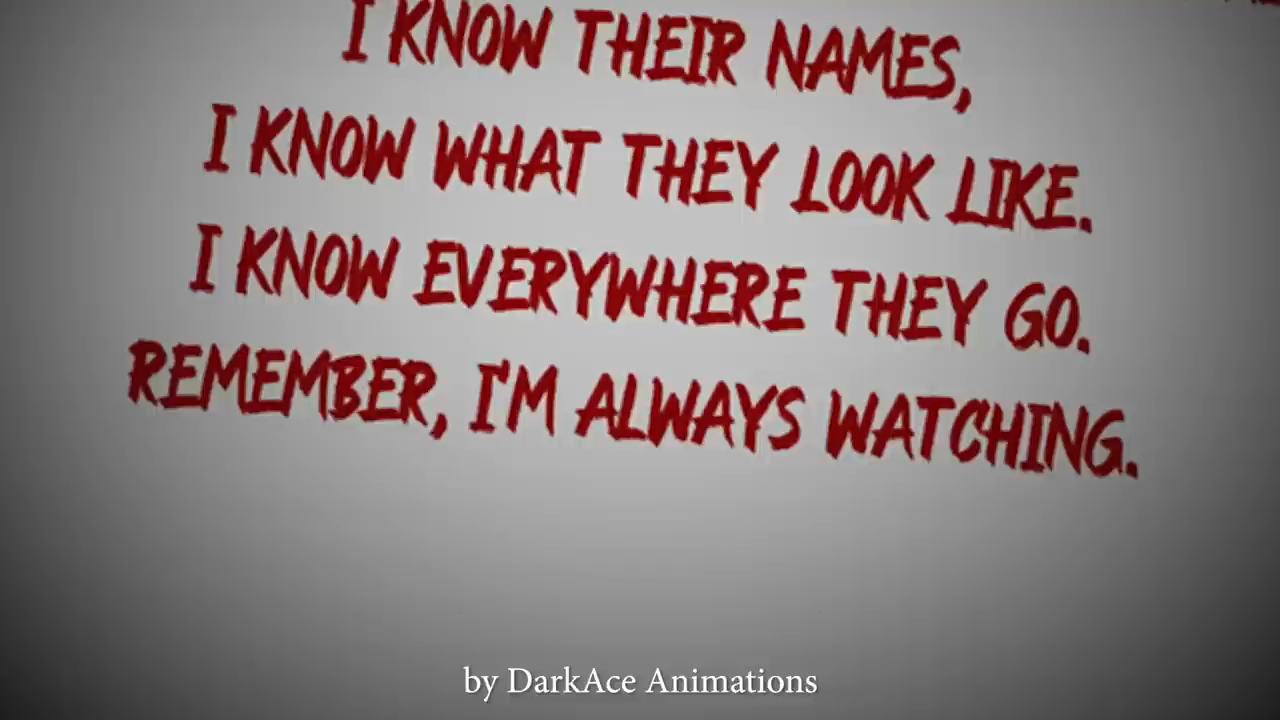 I KNOW THEIR NAMES,
I KNOW WHAT THEY LOOK LIKE.
I KNOW EVERYWHERE THEY GO.
REMEMBER, I'M ALWAYS WATCHING.
by DarkAce Animations